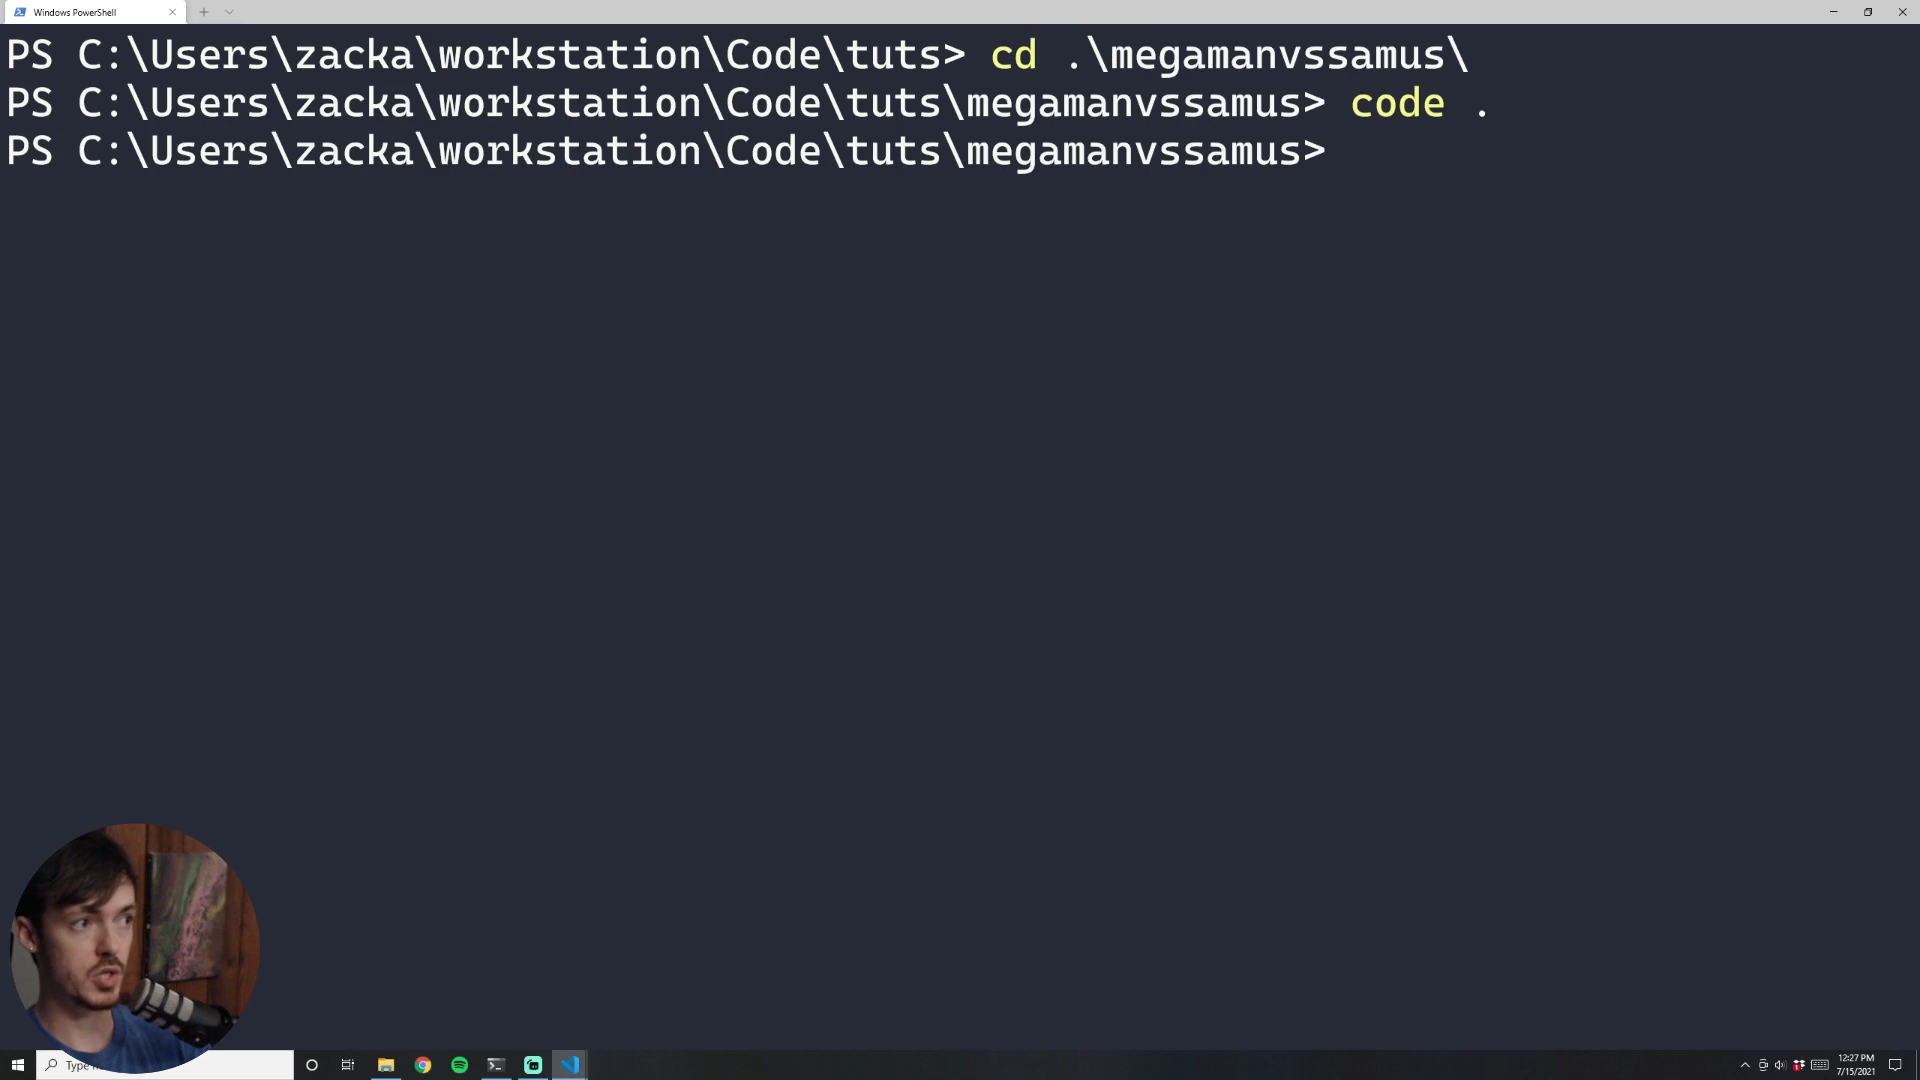 Windows PowerShell
PS C:\Users\zacka\workstation\Code\tuts> cd .\megamanvssamus\
PS C:\Users\zacka\workstation\Code\tuts\megamanvssamus> code .
PS C:\Users\zacka\workstation\Code\tuts\megamanvssamus>
Type
12:27 PM
7/15/2021